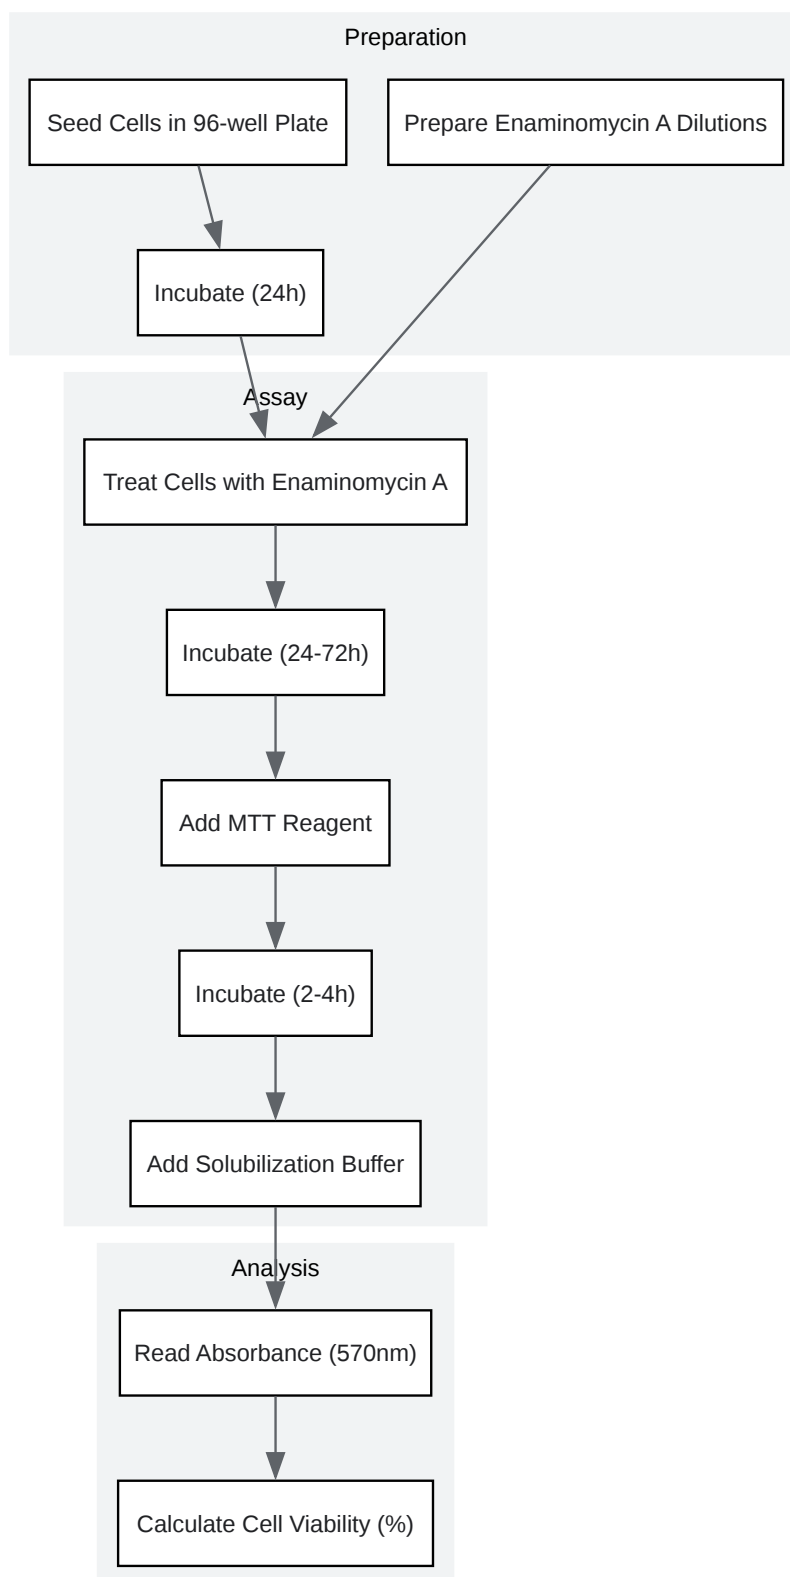 Preparation
Seed Cells in 96-well Plate
Prepare Enaminomycin A Dilutions
Incubate (24h)
Assay
Treat Cells with Enaminomycin A
Incubate (24-72h)
Add MTT Reagent
Incubate (2-4h)
Add Solubilization Buffer
Analysis
Read Absorbance (570nm)
Calculate Cell Viability (%)